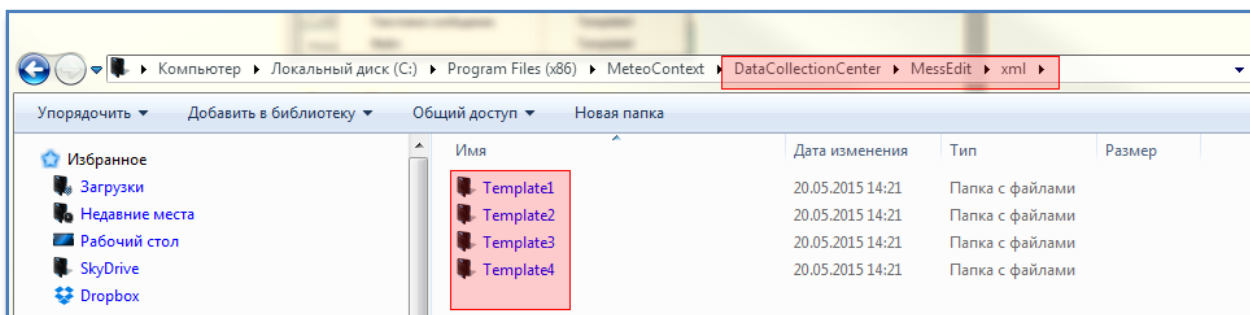 Компьютер ▸ Локальный диск (C:) ▸ Program Files (x86) ▸ MeteoContext ▸ DataCollectionCenter ▸ MessEdit ▸ xml ▸
Упорядочить ▾ Добавить в библиотеку ▾ Общий доступ ▾ Новая папка
Избранное
Загрузки
Недавние места
Рабочий стол
SkyDrive
Dropbox
Имя Дата изменения Тип Размер
Template1 20.05.2015 14:21 Папка с файлами
Template2 20.05.2015 14:21 Папка с файлами
Template3 20.05.2015 14:21 Папка с файлами
Template4 20.05.2015 14:21 Папка с файлами